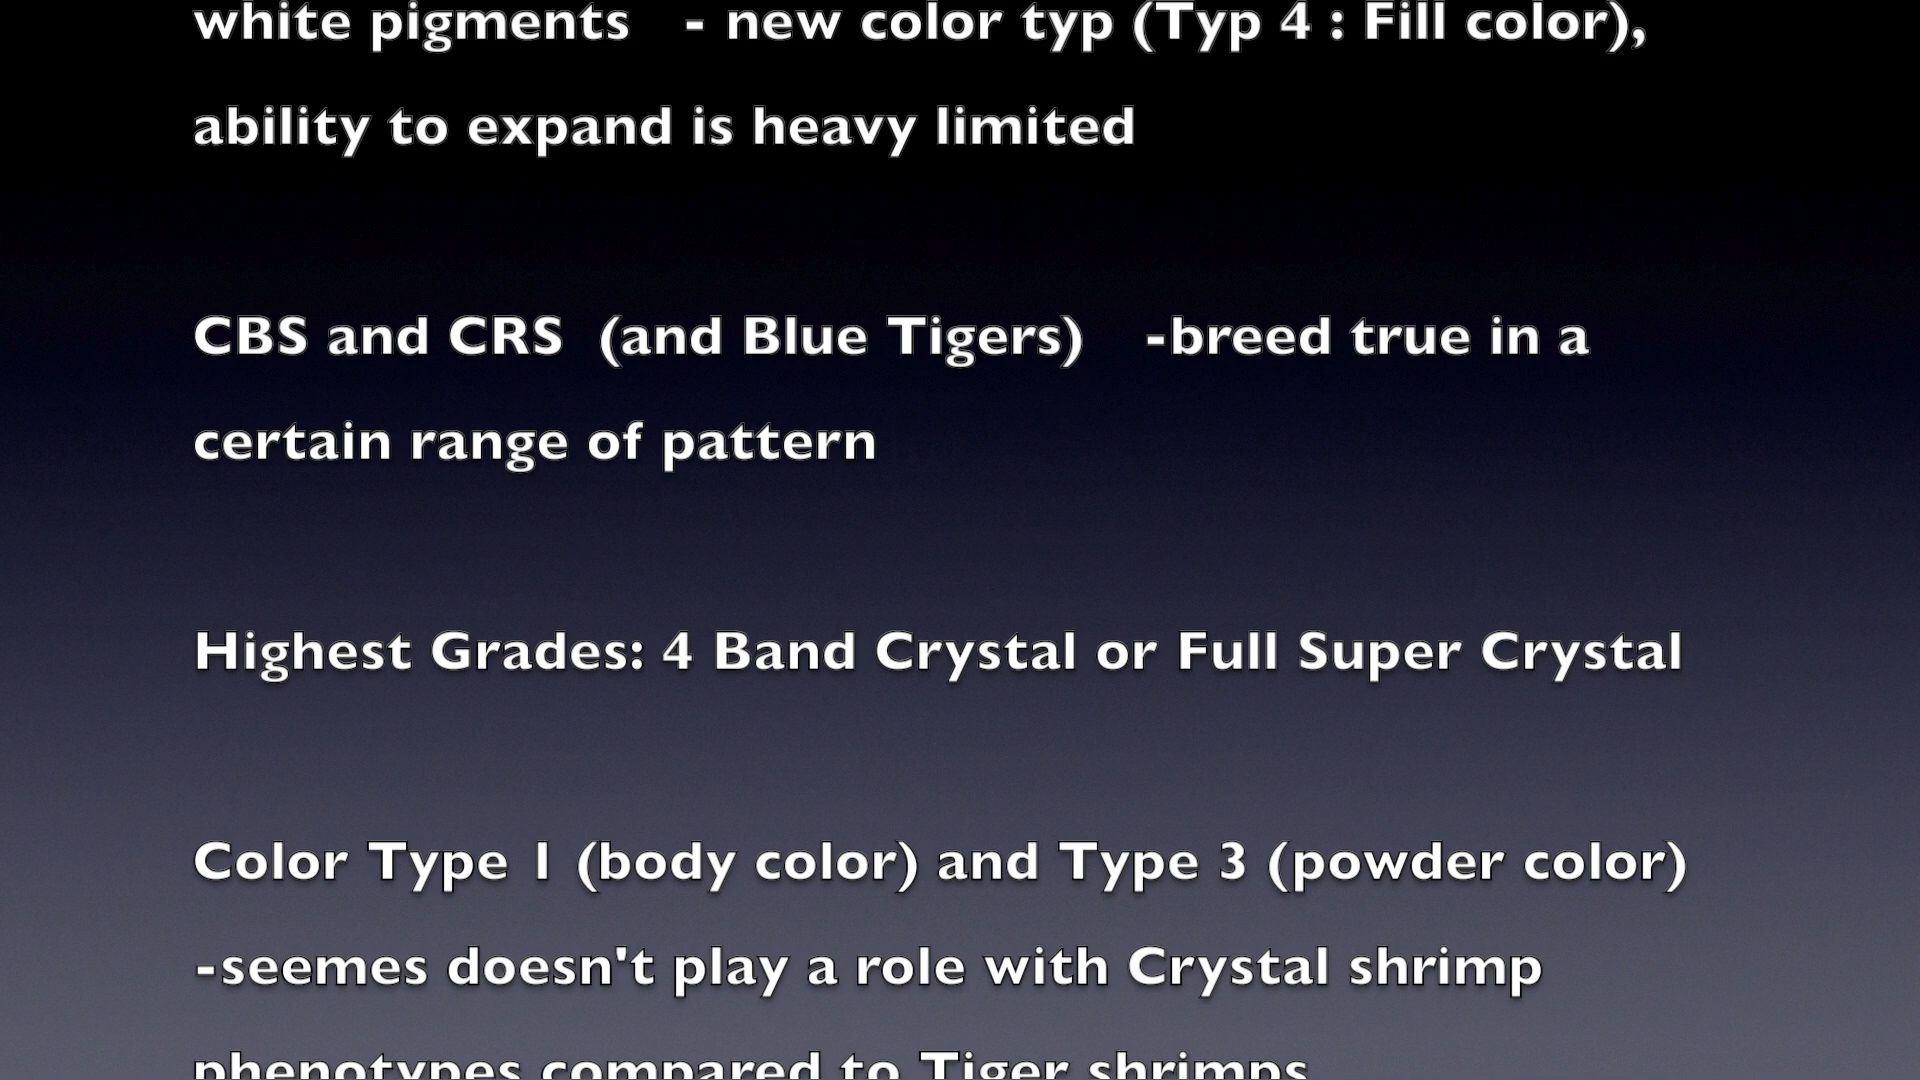 white pigments - new color typ (Typ 4 : Fill color),
ability to expand is heavy limited
CBS and CRS (and Blue Tigers) -breed true in a
certain range of pattern
Highest Grades: 4 Band Crystal or Full Super Crystal
Color Type 1 (body color) and Type 3 (powder color)
-seemes doesn't play a role with Crystal shrimp
phenotypes compared to Tiger shrimps